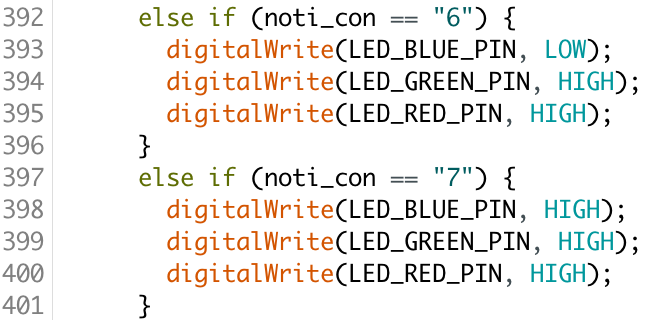 392 else if (noti_con == "6") {
393 digitalWrite(LED_BLUE_PIN, LOW);
394 digitalWrite(LED_GREEN_PIN, HIGH);
395 digitalWrite(LED_RED_PIN, HIGH);
396 }
397 else if (noti_con == "7") {
398 digitalWrite(LED_BLUE_PIN, HIGH);
399 digitalWrite(LED_GREEN_PIN, HIGH);
400 digitalWrite(LED_RED_PIN, HIGH);
401 }